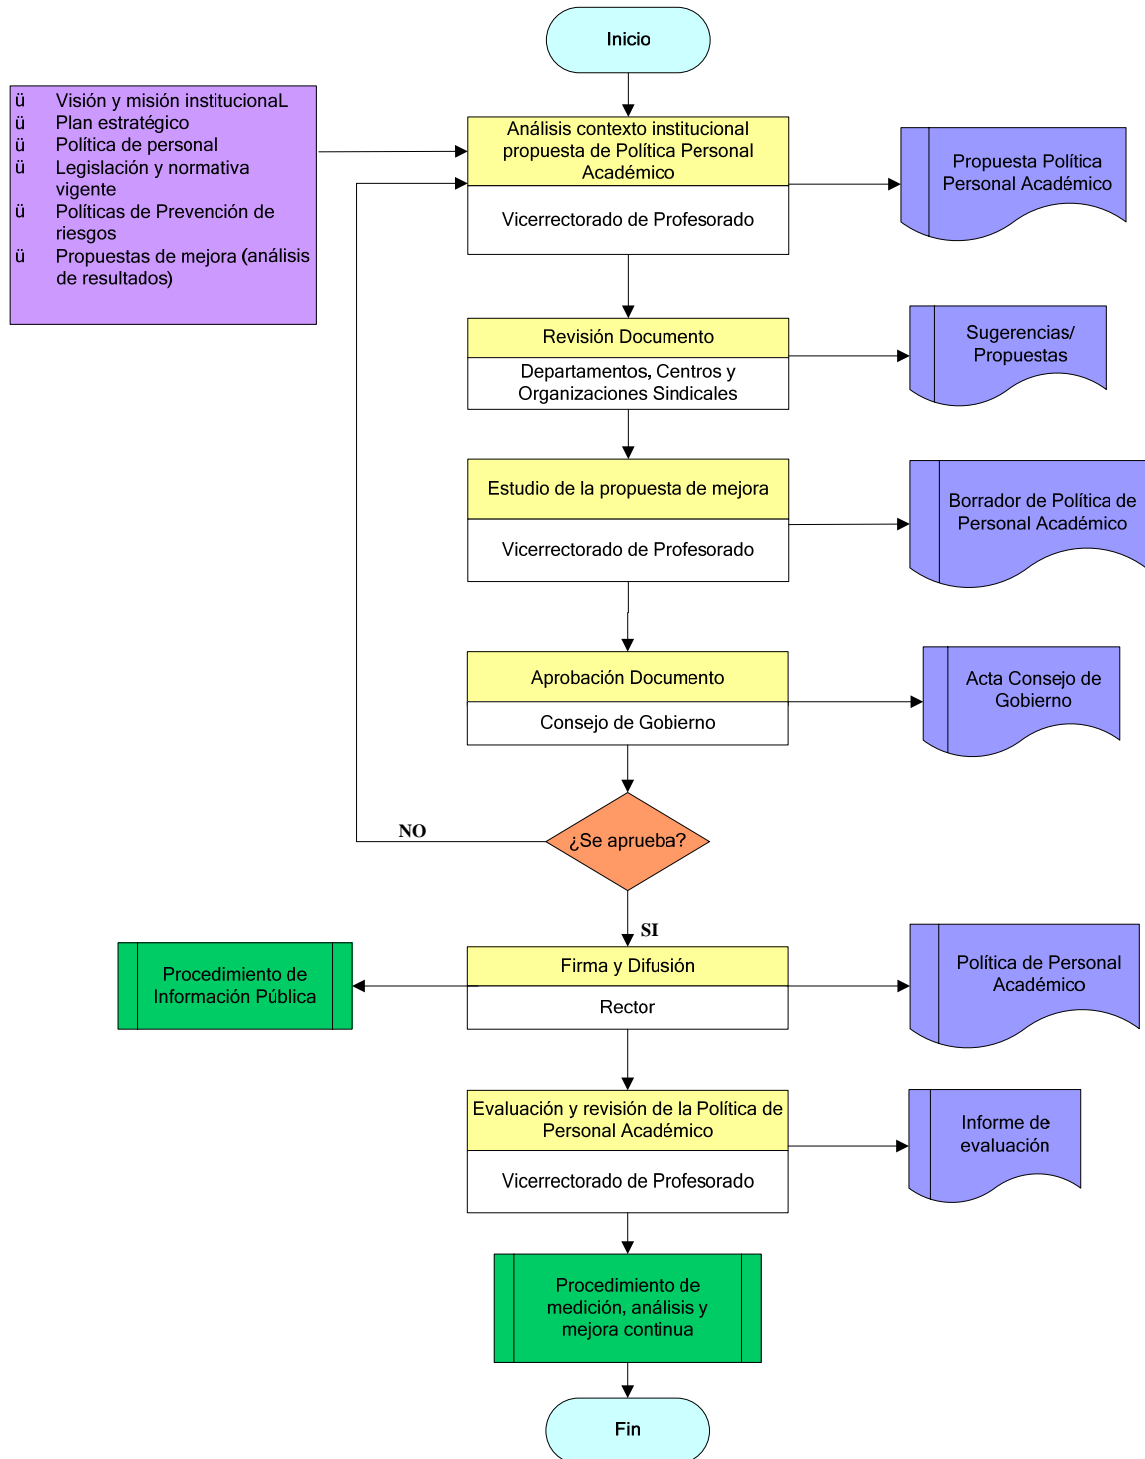 Inicio
ü Visión y misión institucionaL
ü Plan estratégico
ü Política de personal
ü Legislación y normativa
vigente
ü Políticas de Prevención de
riesgos
ü Propuestas de mejora (análisis
de resultados)
Análisis contexto institucional
propuesta de Política Personal
Académico
Vicerrectorado de Profesorado
Propuesta Política
Personal Académico
Revisión Documento
Departamentos, Centros y
Organizaciones Sindicales
Sugerencias/
Propuestas
Estudio de la propuesta de mejora
Vicerrectorado de Profesorado
Borrador de Política de
Personal Académico
Aprobación Documento
Consejo de Gobierno
Acta Consejo de
Gobierno
¿Se aprueba?
NO
SI
Procedimiento de
Información Pública
Firma y Difusión
Rector
Política de Personal
Académico
Evaluación y revisión de la Política de
Personal Académico
Vicerrectorado de Profesorado
Informe de
evaluación
Procedimiento de
medición, análisis y
mejora continua
Fin